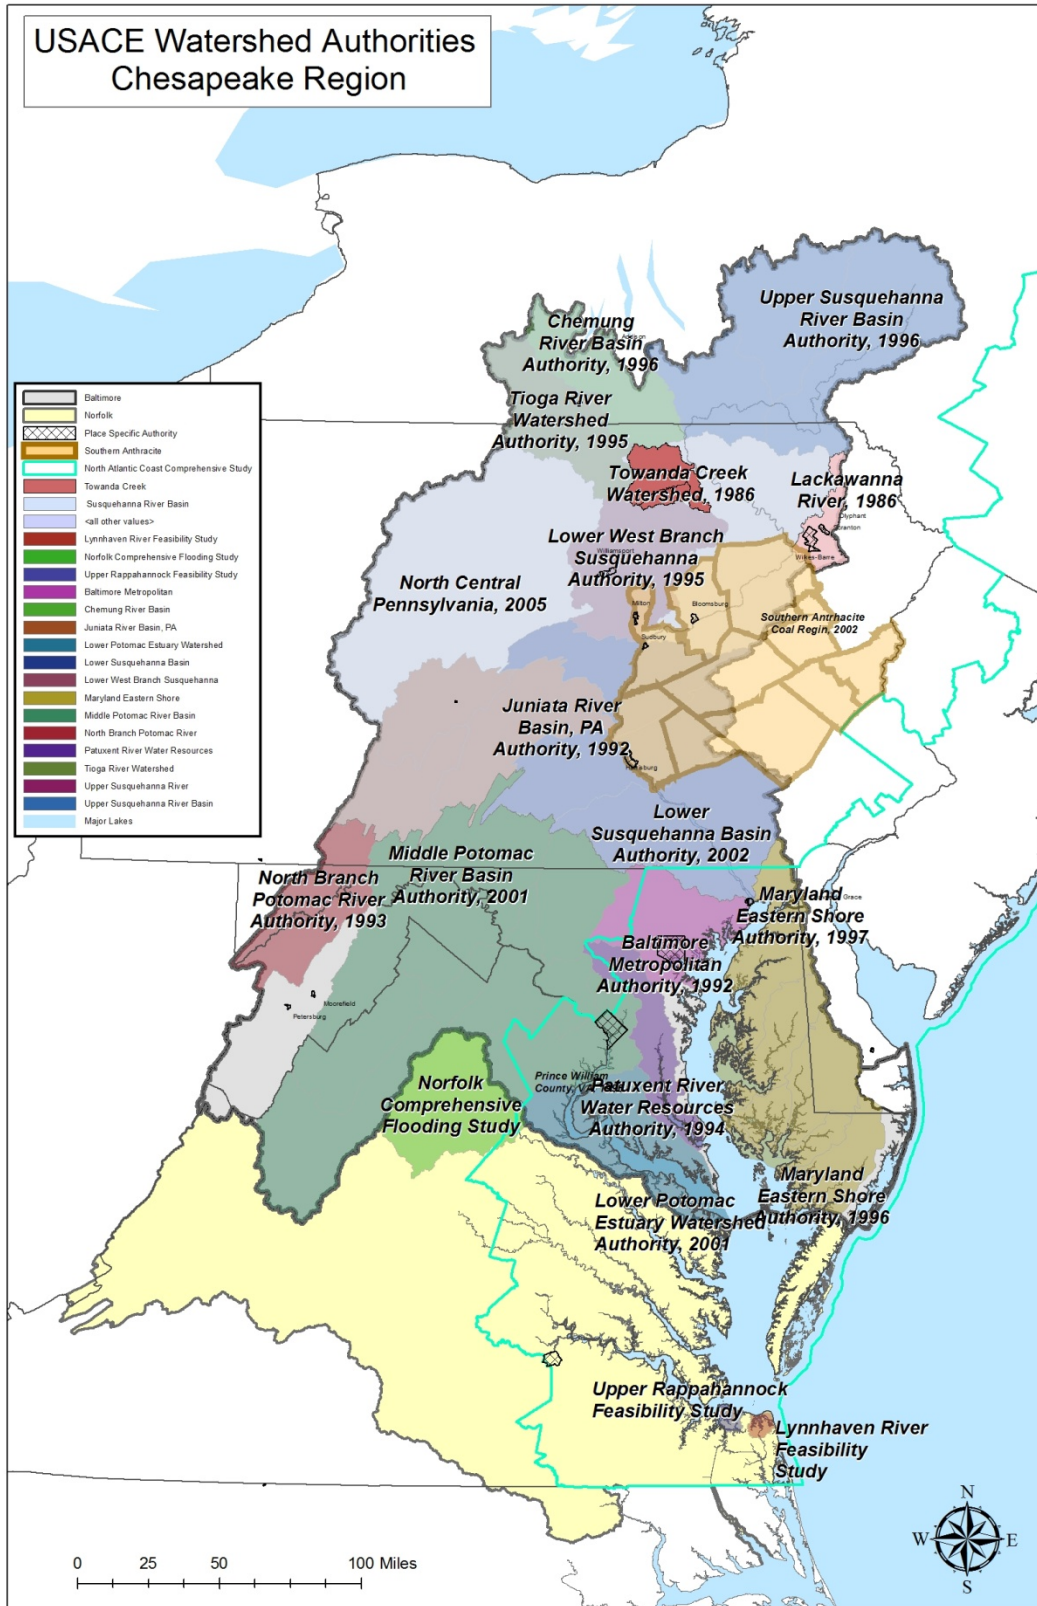 USACE Watershed Authorities
Chesapeake Region
Upper Susquehanna
River Basin
Authority, 1996
Chemung
River Basin
Authority, 1996
Tioga River
Watershed
Authority, 1995
Towanda Creek
Watershed, 1986
Lackawanna
River, 1986
Olyphant
Scranton
Wilkes-Barre
Lower West Branch
Susquehanna
Authority, 1995
Williamsport
North Central
Pennsylvania, 2005
Milton
Bloomsburg
Sudbury
Southern Antrhacite
Coal Regin, 2002
Baltimore
Norfolk
Place Specific Authority
Southern Anthracite
North Atlantic Coast Comprehensive Study
Towanda Creek
Susquehanna River Basin
<all other values>
Lynnhaven River Feasibility Study
Norfolk Comprehensive Flooding Study
Upper Rappahannock Feasibility Study
Baltimore Metropolitan
Chemung River Basin
Juniata River Basin, PA
Lower Potomac Estuary Watershed
Lower Susquehanna Basin
Lower West Branch Susquehanna
Maryland Eastern Shore
Middle Potomac River Basin
North Branch Potomac River
Patuxent River Water Resources
Tioga River Watershed
Upper Susquehanna River
Upper Susquehanna River Basin
Major Lakes
Juniata River
Basin, PA
Authority, 1992
Lower
Susquehanna Basin
Authority, 2002
Middle Potomac
River Basin
Authority, 2001
North Branch
Potomac River
Authority, 1993
Maryland
Eastern Shore
Authority, 1997
Grace
Baltimore
Metropolitan
Authority, 1992
Moorefield
Petersburg
Norfolk
Comprehensive
Flooding Study
Prince William
County,
Patuxent River
Water Resources
Authority, 1994
Lower Potomac
Estuary Watershed
Authority, 2001
Maryland
Eastern Shore
Authority, 1996
Upper Rappahannock
Feasibility Study
Lynnhaven River
Feasibility
Study
N
W
E
S
0
25
50
100 Miles